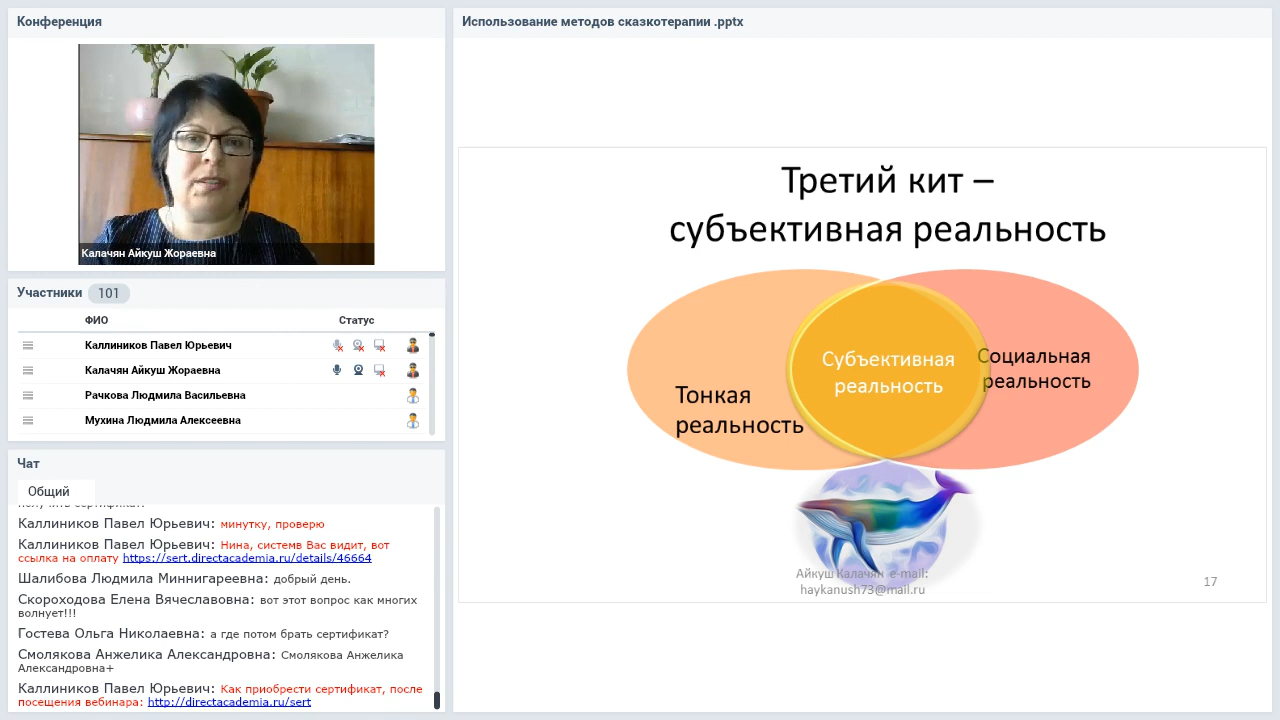 Конференция
Калачян Айкуш Жораевна
Участники 101
ФИО Статус
Каллиников Павел Юрьевич
Калачян Айкуш Жораевна
Рачкова Людмила Васильевна
Мухина Людмила Алексеевна
Чат
Общий
Каллиников Павел Юрьевич: минутку, проверю
Каллиников Павел Юрьевич: Нина, системв Вас видит, вот
ссылка на оплату https://sert.directacademia.ru/details/46664
Шалибова Людмила Миннигареевна: добрый день.
Скороходова Елена Вячеславовна: вот этот вопрос как многих
волнует!!!
Гостева Ольга Николаевна: а где потом брать сертификат?
Смолякова Анжелика Александровна: Смолякова Анжелика
Александровна+
Каллиников Павел Юрьевич: Как приобрести сертификат, после
посещения вебинара: http://directacademia.ru/sert
Использование методов сказкотерапии .pptx
Третий кит –
субъективная реальность
Субъективная
реальность
Социальная
реальность
Тонкая
реальность
Айкуш Калачян e-mail:
haykanush73@mail.ru
17